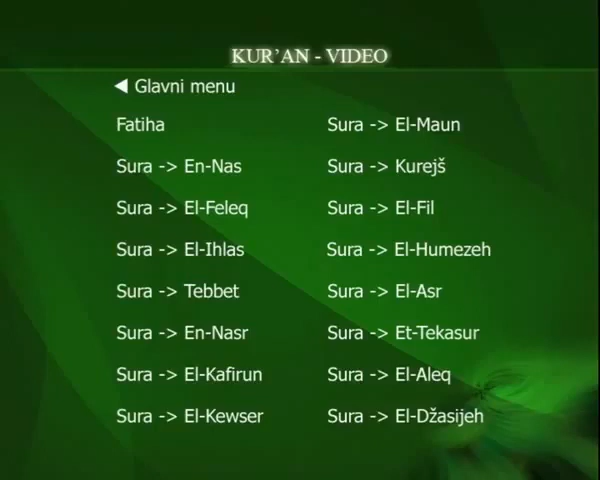 KUR'AN - VIDEO
◀ Glavni menu
Fatiha
Sura -> En-Nas
Sura -> El-Feleq
Sura -> El-Ihlas
Sura -> Tebbet
Sura -> En-Nasr
Sura -> El-Kafirun
Sura -> El-Kewser
Sura -> El-Maun
Sura -> Kurejš
Sura -> El-Fil
Sura -> El-Humezeh
Sura -> El-Asr
Sura -> Et-Tekasur
Sura -> El-Aleq
Sura -> El-Džasijeh